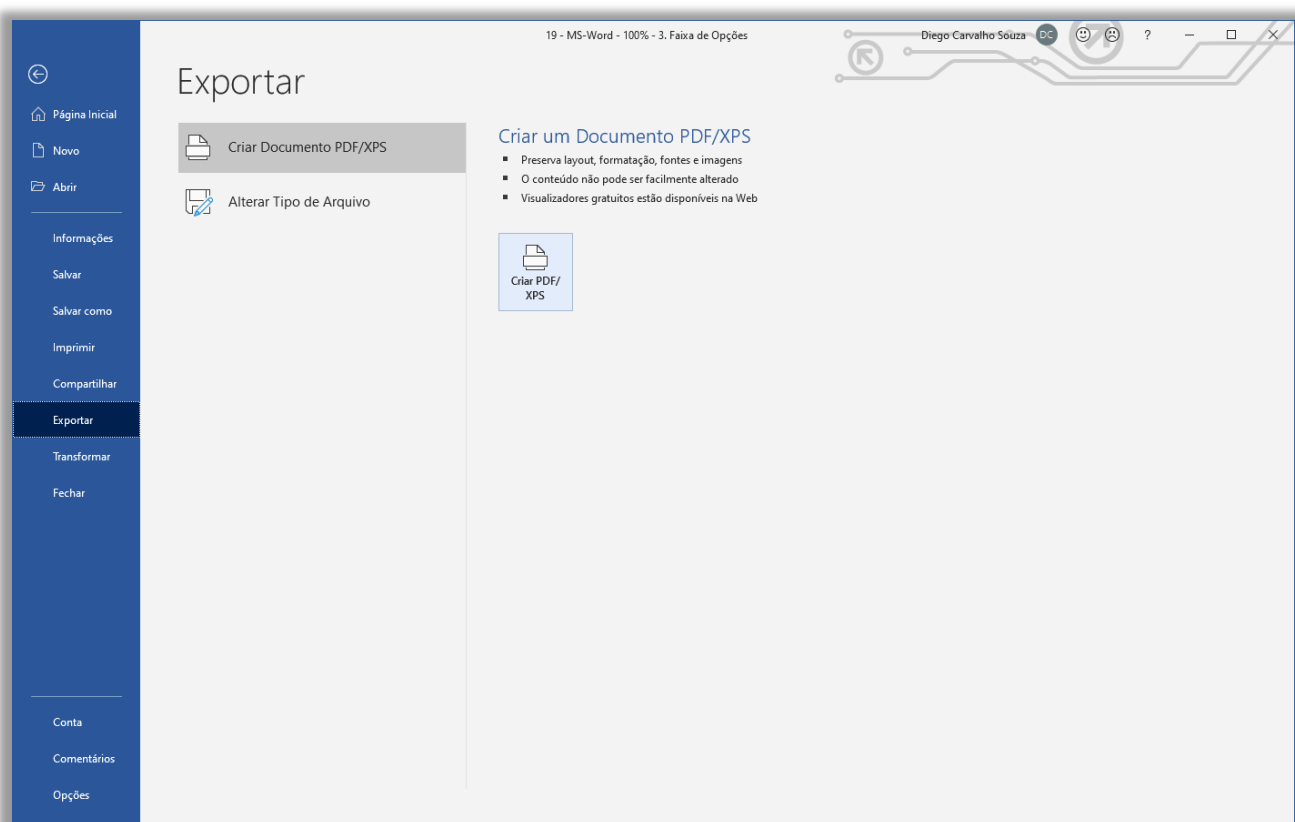 19 - MS-Word - 100% - 3. Faixa de Opções
Diego Carvalho Souza
DC
?
Exportar
Página Inicial
Novo
Abrir
Informações
Salvar
Salvar como
Imprimir
Compartilhar
Exportar
Transformar
Fechar
Conta
Comentários
Opções
Criar Documento PDF/XPS
Alterar Tipo de Arquivo
Criar um Documento PDF/XPS
Preserva layout, formatação, fontes e imagens
O conteúdo não pode ser facilmente alterado
Visualizadores gratuitos estão disponíveis na Web
Criar PDF/
XPS